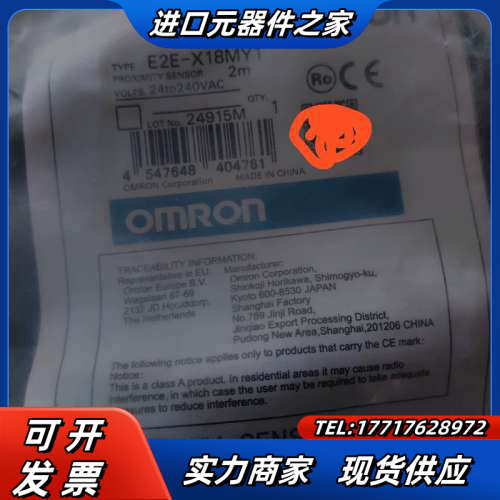 进口元器件之家
TYPE E2E-X18MY1
PROXIMITY SENSOR 2m
VOLTS. 24to240VAC
QTY.
LOT No. 24915M 1
4 547648 404761
OMRON Corporation MADE IN CHINA
OMRON
TRACEABILITY INFORMATION:
Representative in EU: Manufacturer:
Omron Europe B.V. Omron Corporation,
Wegalaan 67-69 Shiokoji Horikawa, Shimogyo-ku,
2132 JD Hoofddorp, Kyoto 600-8530 JAPAN
The Netherlands Shanghai Factory
No.789 Jinji Road,
Jinqiao Export Processing District,
Pudong New Area, Shanghai, 201206 CHINA
The following notice applies only to products that carry the CE mark:
Notice:
This is a class A product. In residential areas it may cause radio
interference, in which case the user may be required to take adequate
measures to reduce interference.
TEL:17717628972
可开
发票
实力商家 现货供应